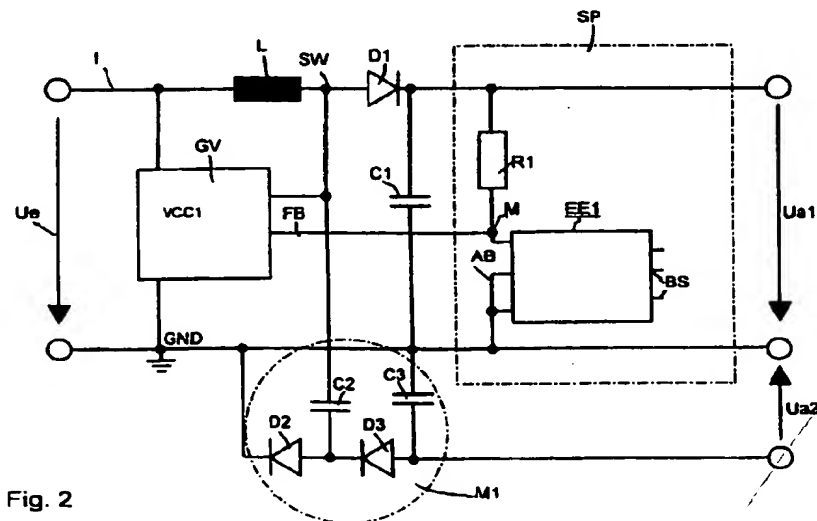 SP
I
L
SW
D1
GV
R1
C1
VCC1
M
EE1
Ue
FB
Ua1
AB
BS
GND
C2
C3
Ua2
D2
D3
M1
Fig. 2